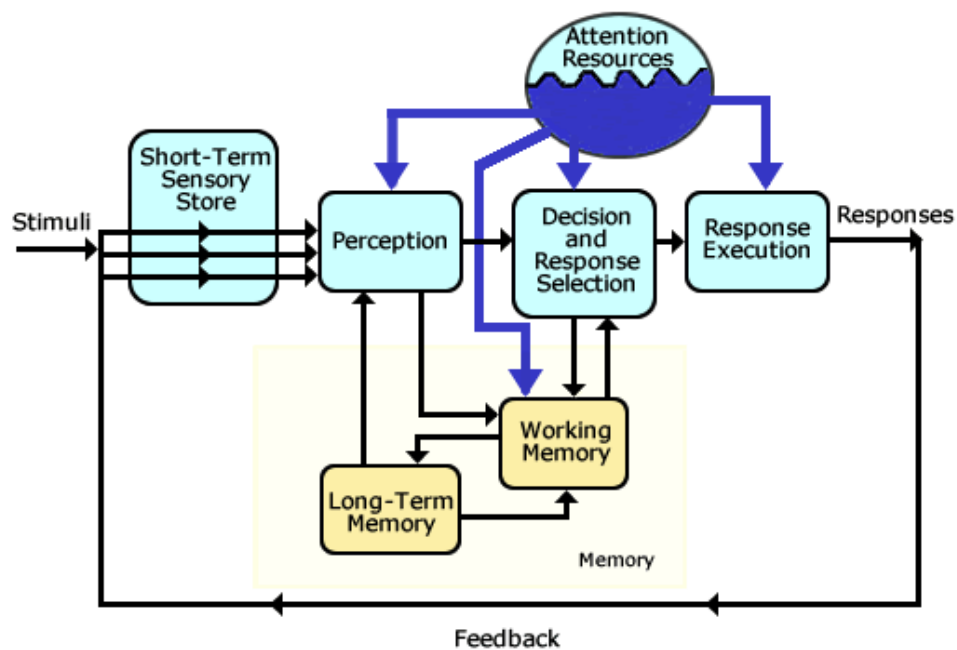 Attention
Resources
Short-Term
Sensory
Store
Stimuli
Perception
Decision
and
Response
Selection
Response
Execution
Responses
Working
Memory
Long-Term
Memory
Memory
Feedback